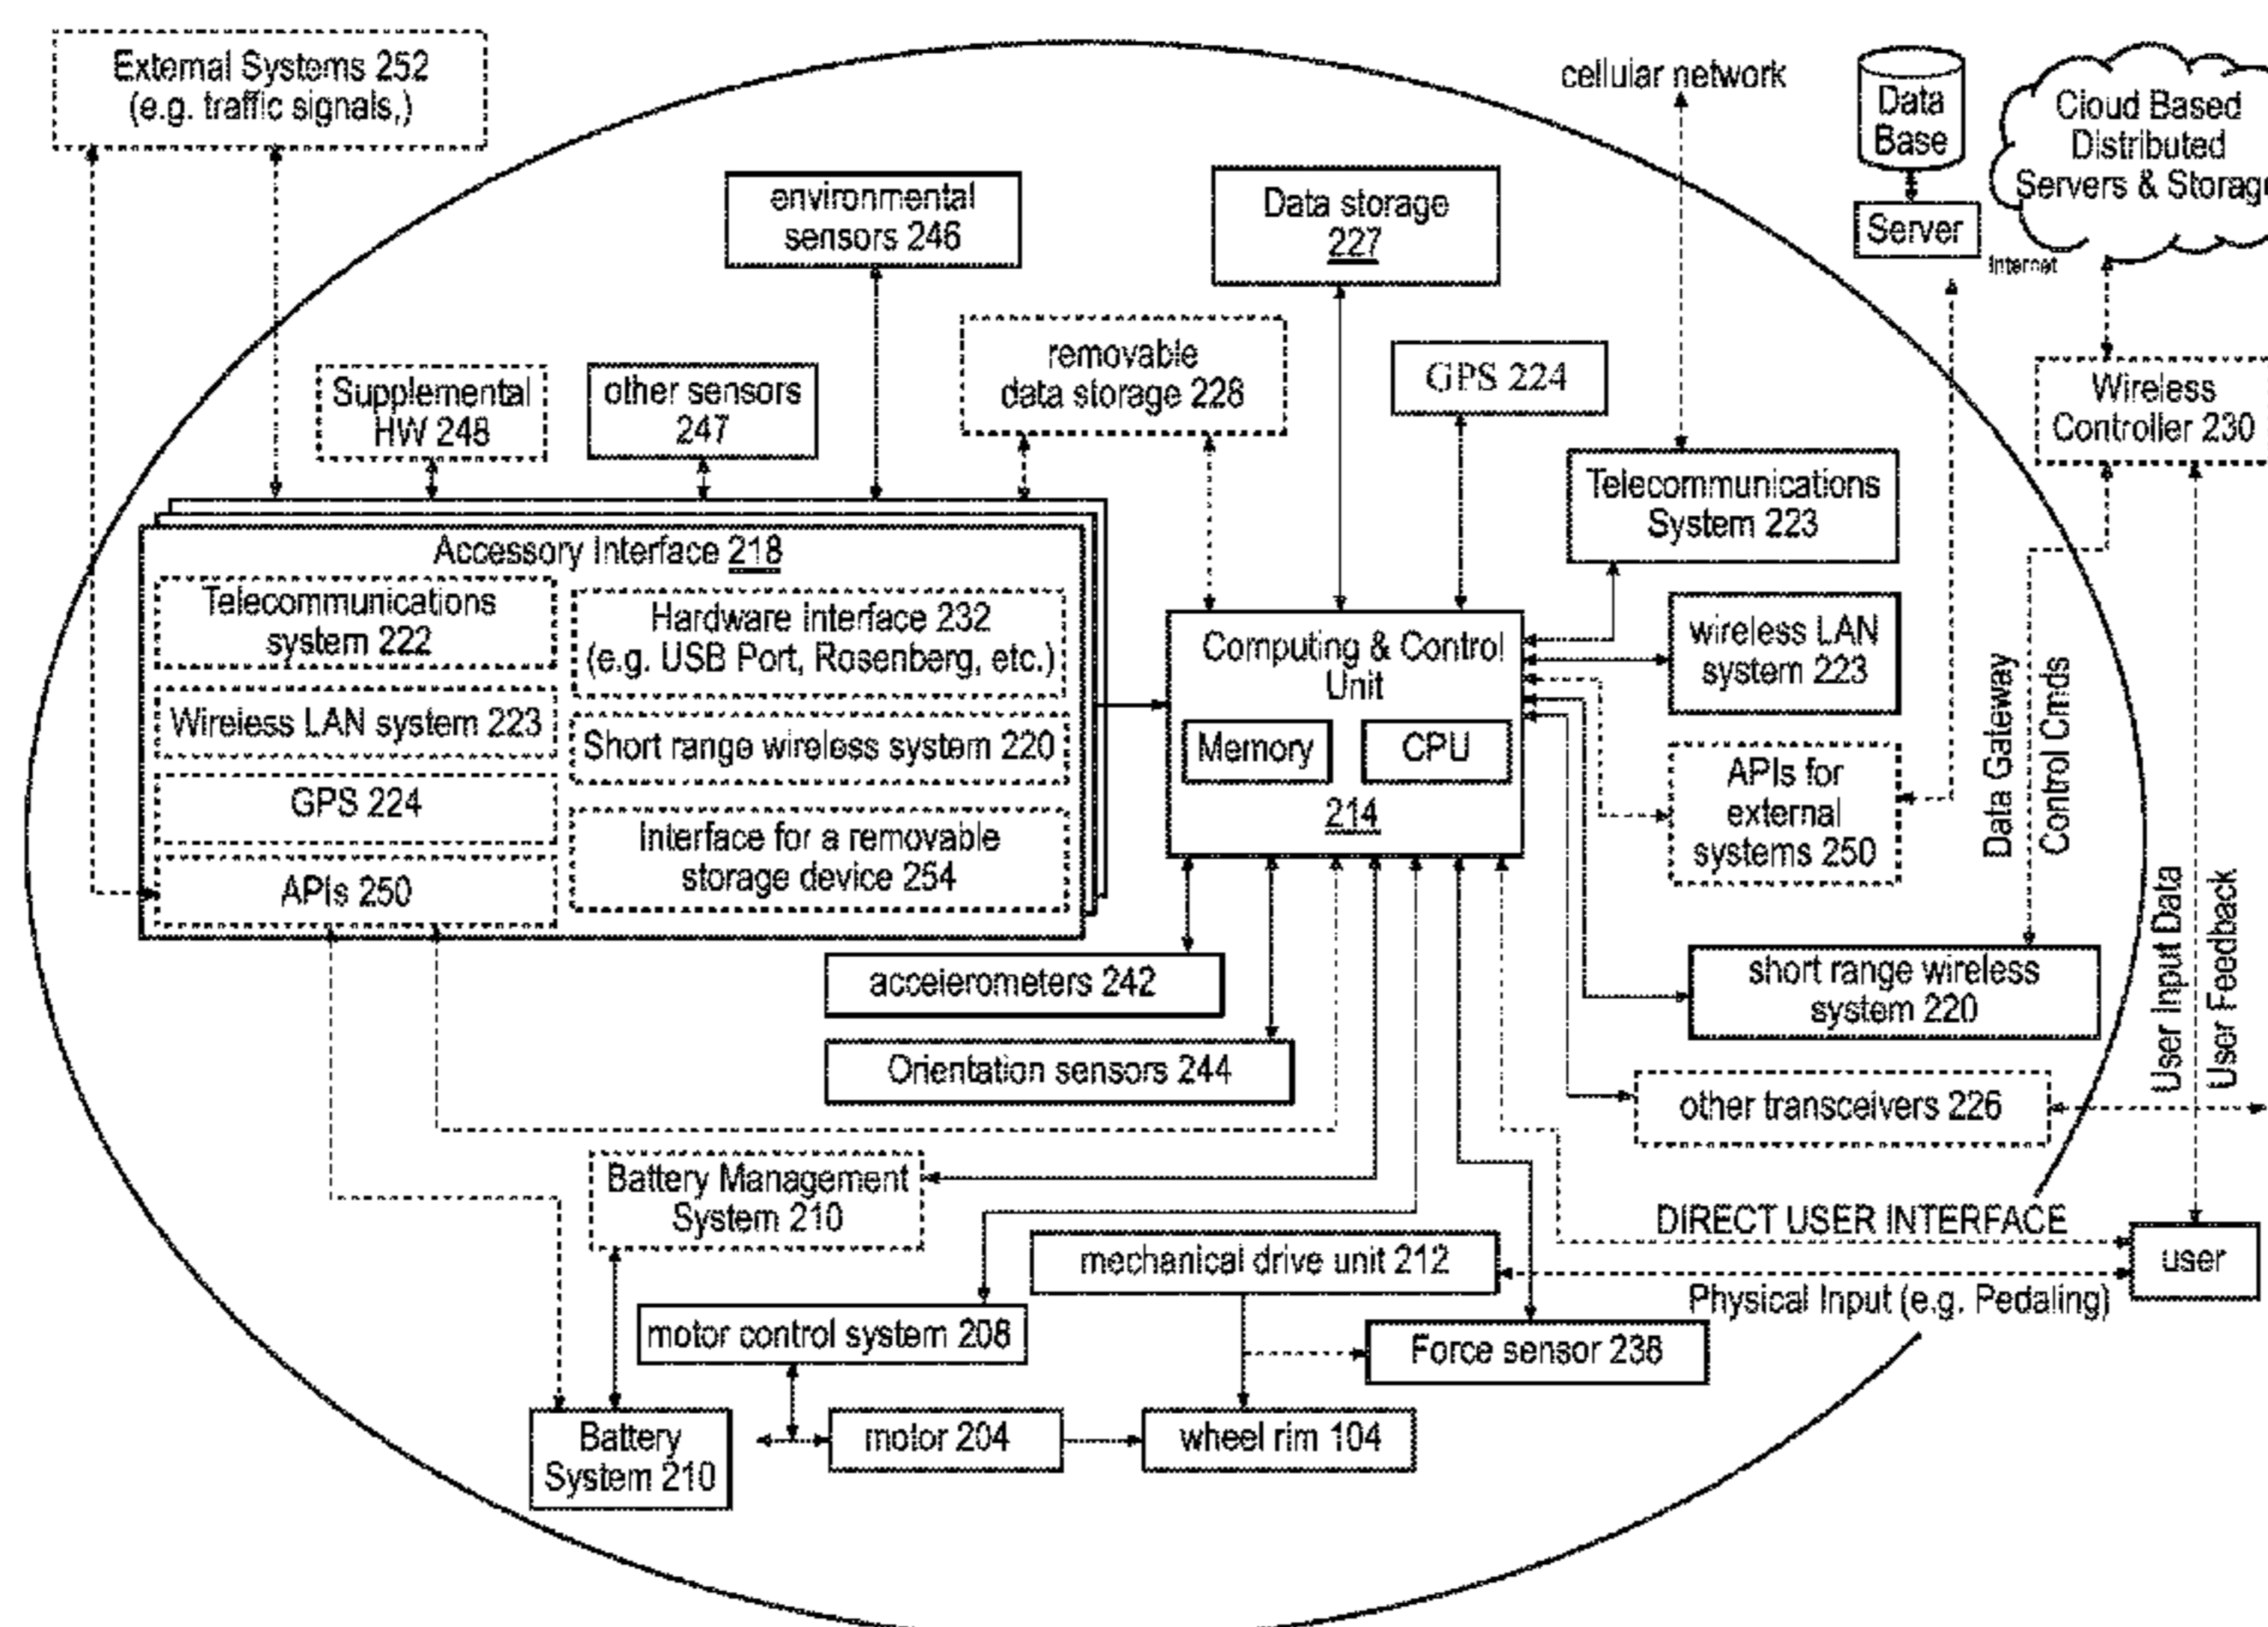 External Systems 252
(e.g. traffic signals,)
cellular network
Data
Base
Server
Internet
Cloud Based
Distributed
Servers & Storage
environmental
sensors 246
Data storage
227
Supplemental
HW 248
other sensors
247
removable
data storage 228
GPS 224
Wireless
Controller 230
Telecommunications
System 223
Accessory Interface 218
Telecommunications
system 222
Wireless LAN system 223
GPS 224
APIs 250
Hardware interface 232
(e.g. USB Port, Rosenberg, etc.)
Short range wireless system 220
Interface for a removable
storage device 254
Computing & Control
Unit
Memory
CPU
214
wireless LAN
system 223
APIs for
external
systems 250
Data Gateway
Control Cmds
User Input Data
User Feedback
short range wireless
system 220
accelerometers 242
Orientation sensors 244
other transceivers 226
Battery Management
System 210
DIRECT USER INTERFACE
user
Physical Input (e.g. Pedaling)
mechanical drive unit 212
motor control system 208
Force sensor 238
Battery
System 210
motor 204
wheel rim 104